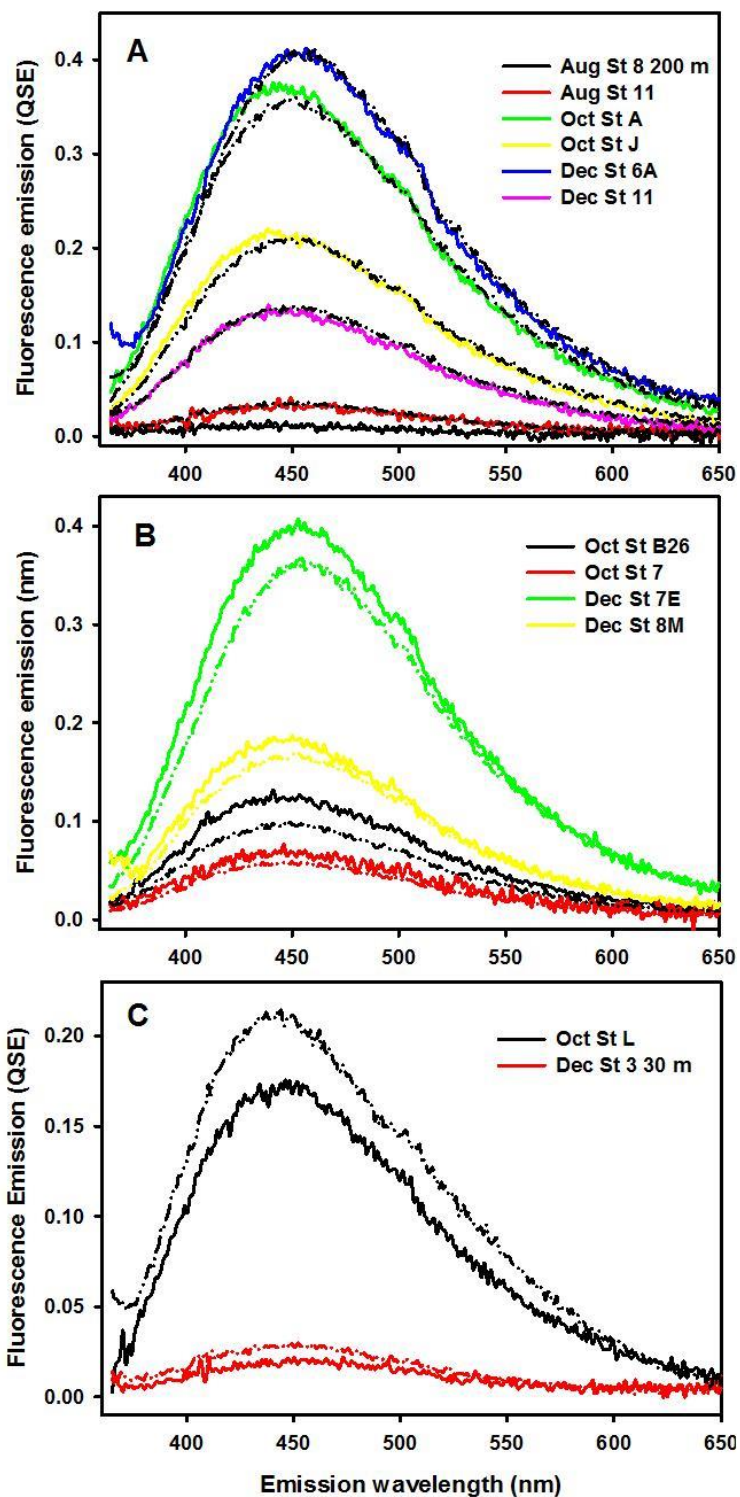 A
Fluorescence emission (QSE)
0.4
0.3
0.2
0.1
0.0
Aug St 8 200 m
Aug St 11
Oct St A
Oct St J
Dec St 6A
Dec St 11
400 450 500 550 600 650
B
Fluorescence emission (nm)
0.4
0.3
0.2
0.1
0.0
Oct St B26
Oct St 7
Dec St 7E
Dec St 8M
400 450 500 550 600 650
C
Fluorescence Emission (QSE)
0.20
0.15
0.10
0.05
0.00
Oct St L
Dec St 3 30 m
400 450 500 550 600 650
Emission wavelength (nm)